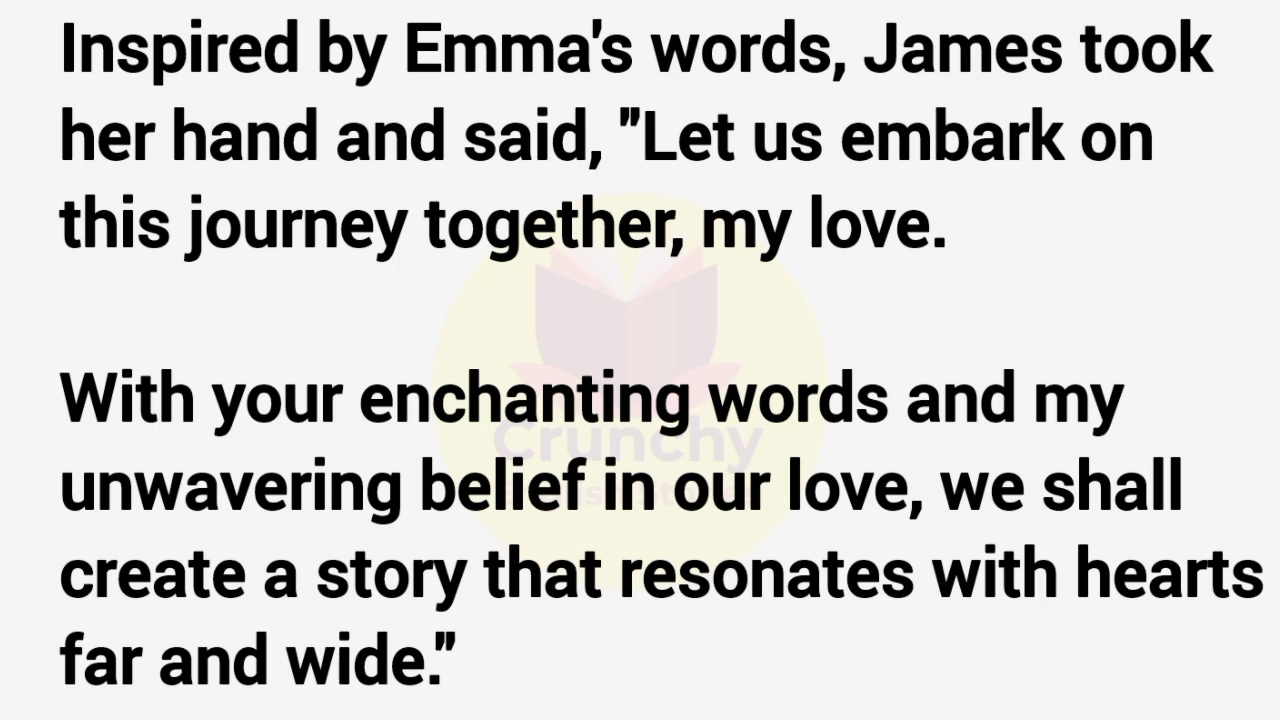 Inspired by Emma's words, James took
her hand and said, "Let us embark on
this journey together, my love.
With your enchanting words and my
Crunchy
unwavering belief in our love, we shall
create a story that resonates with hearts
far and wide."